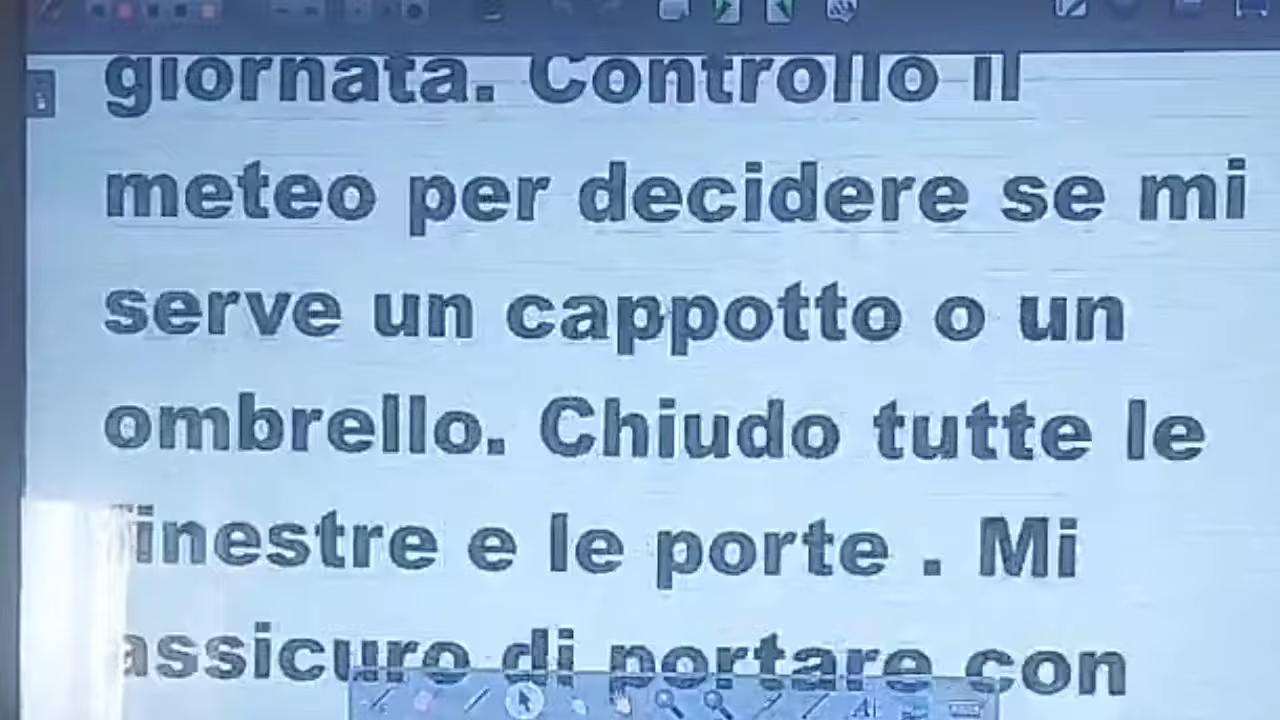 giornata. Controllo il
meteo per decidere se mi
serve un cappotto o un
ombrello. Chiudo tutte le
finestre e le porte . Mi
assicuro di portare con